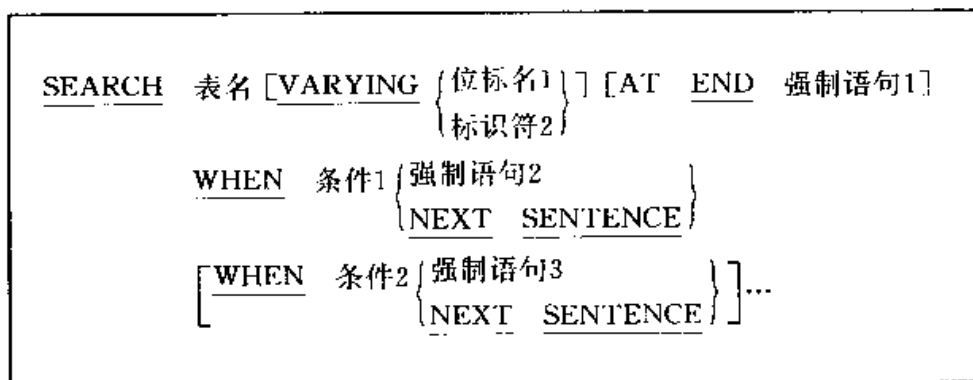 SEARCH 表名 [VARYING {位标名1
标识符2}] [AT END 强制语句1]
WHEN 条件1 {强制语句2
NEXT SENTENCE}
[WHEN 条件2 {强制语句3
NEXT SENTENCE}]...